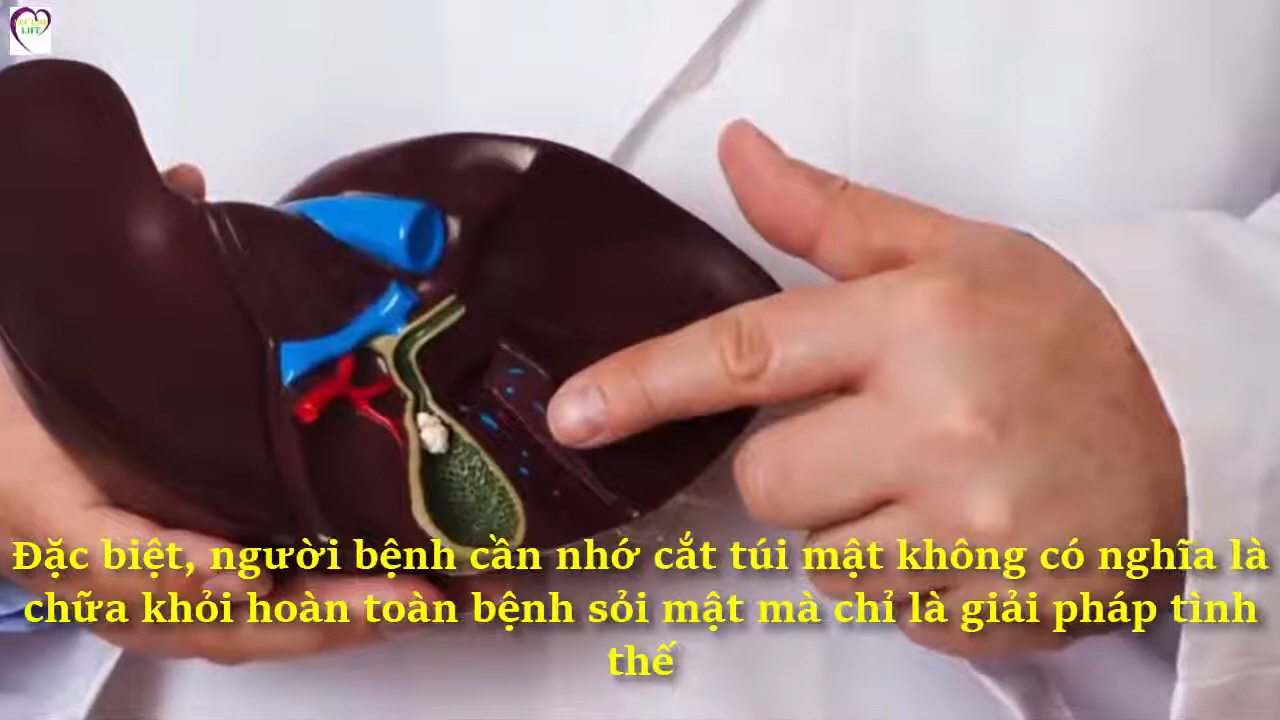 LIFE
Đặc biệt, người bệnh cần nhớ cắt túi mật không có nghĩa là
chữa khỏi hoàn toàn bệnh sỏi mật mà chỉ là giải pháp tình
thế